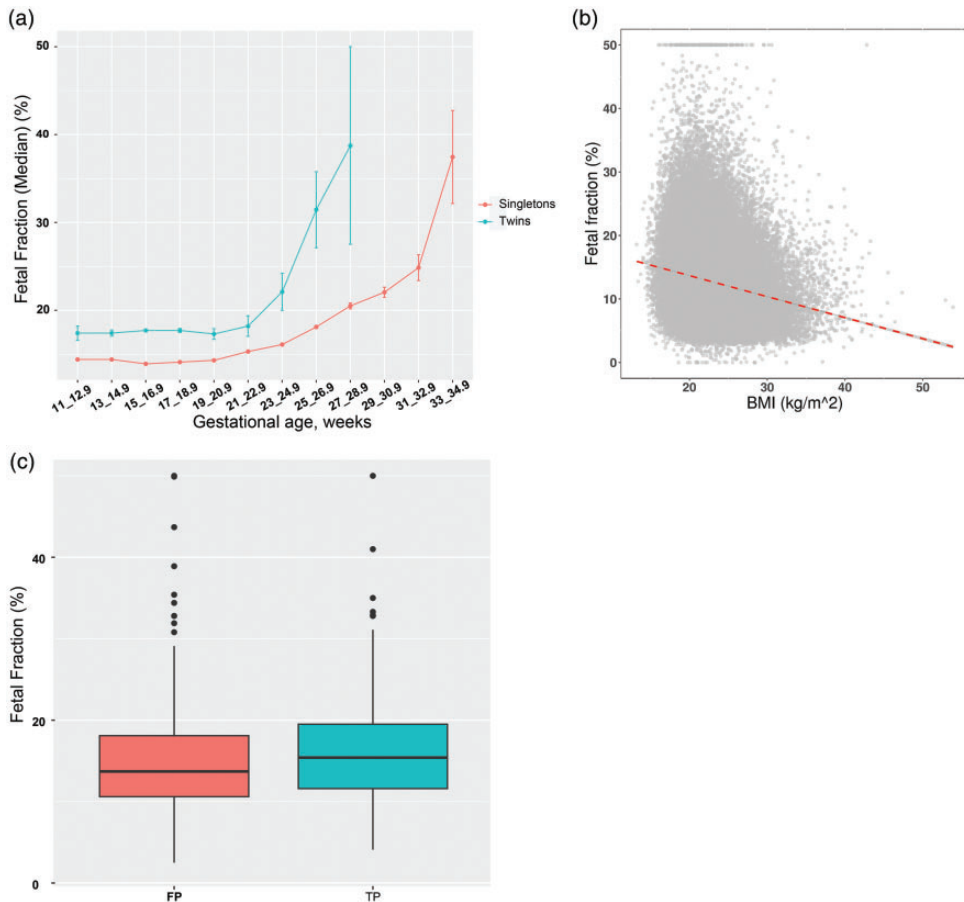 (a)
50
40
30
20
Fetal Fraction (Median) (%)
11_12.9
13_14.9
15_16.9
17_18.9
19_20.9
21_22.9
23_24.9
25_26.9
27_28.9
29_30.9
31_32.9
33_34.9
Gestational age, weeks
Singletons
Twins
(b)
50
40
30
20
10
0
Fetal fraction (%)
20
30
40
50
BMI (kg/m^2)
(c)
40
20
0
Fetal Fraction (%)
FP
TP